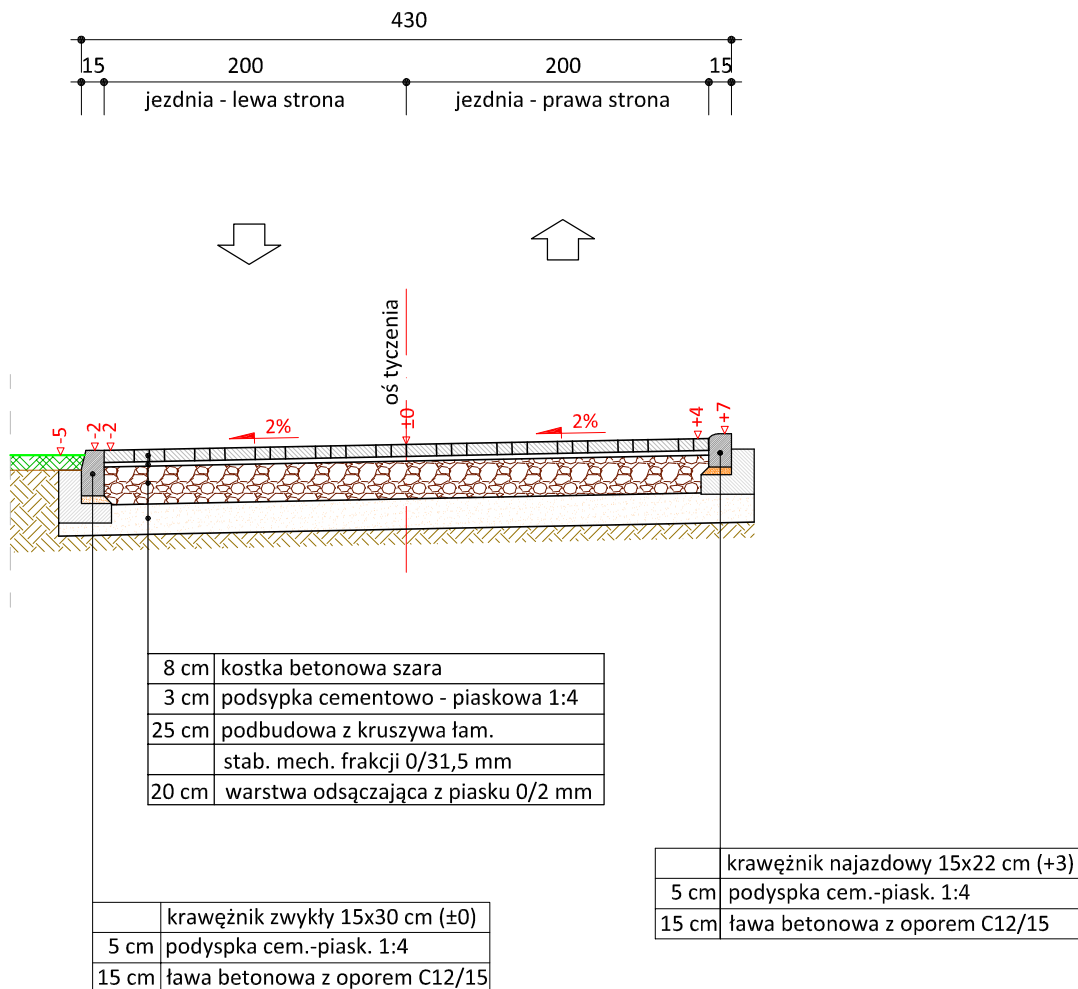 430
15 200 200 15
jezdnia - lewa strona jezdnia - prawa strona
oś tyczenia
-5 -2 -2 2% ±0 2% +4 +7
8 cm kostka betonowa szara
3 cm podsypka cementowo - piaskowa 1:4
25 cm podbudowa z kruszywa łam.
stab. mech. frakcji 0/31,5 mm
20 cm warstwa odsączająca z piasku 0/2 mm
krawężnik najazdowy 15x22 cm (+3)
5 cm podyspka cem.-piask. 1:4
15 cm ława betonowa z oporem C12/15
krawężnik zwykły 15x30 cm (±0)
5 cm podyspka cem.-piask. 1:4
15 cm ława betonowa z oporem C12/15